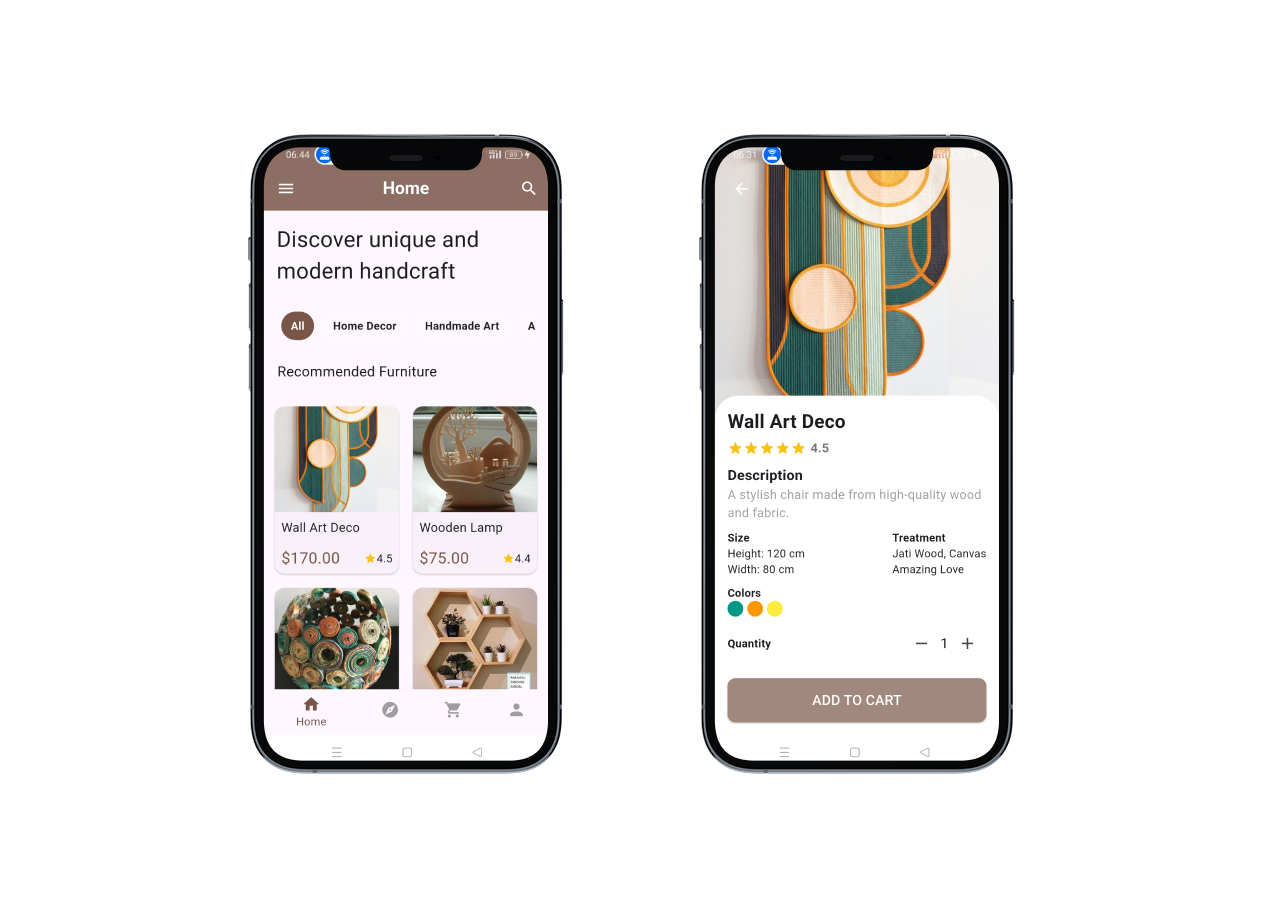 06.44
89
Home
Discover unique and
modern handcraft
All
Home Decor
Handmade Art
A
Recommended Furniture
Wall Art Deco
Wooden Lamp
$170.00
4.5
$75.00
4.4
Home
06.31
Wall Art Deco
4.5
Description
A stylish chair made from high-quality wood
and fabric.
Size
Treatment
Height: 120 cm
Jati Wood, Canvas
Width: 80 cm
Amazing Love
Colors
Quantity
1
ADD TO CART